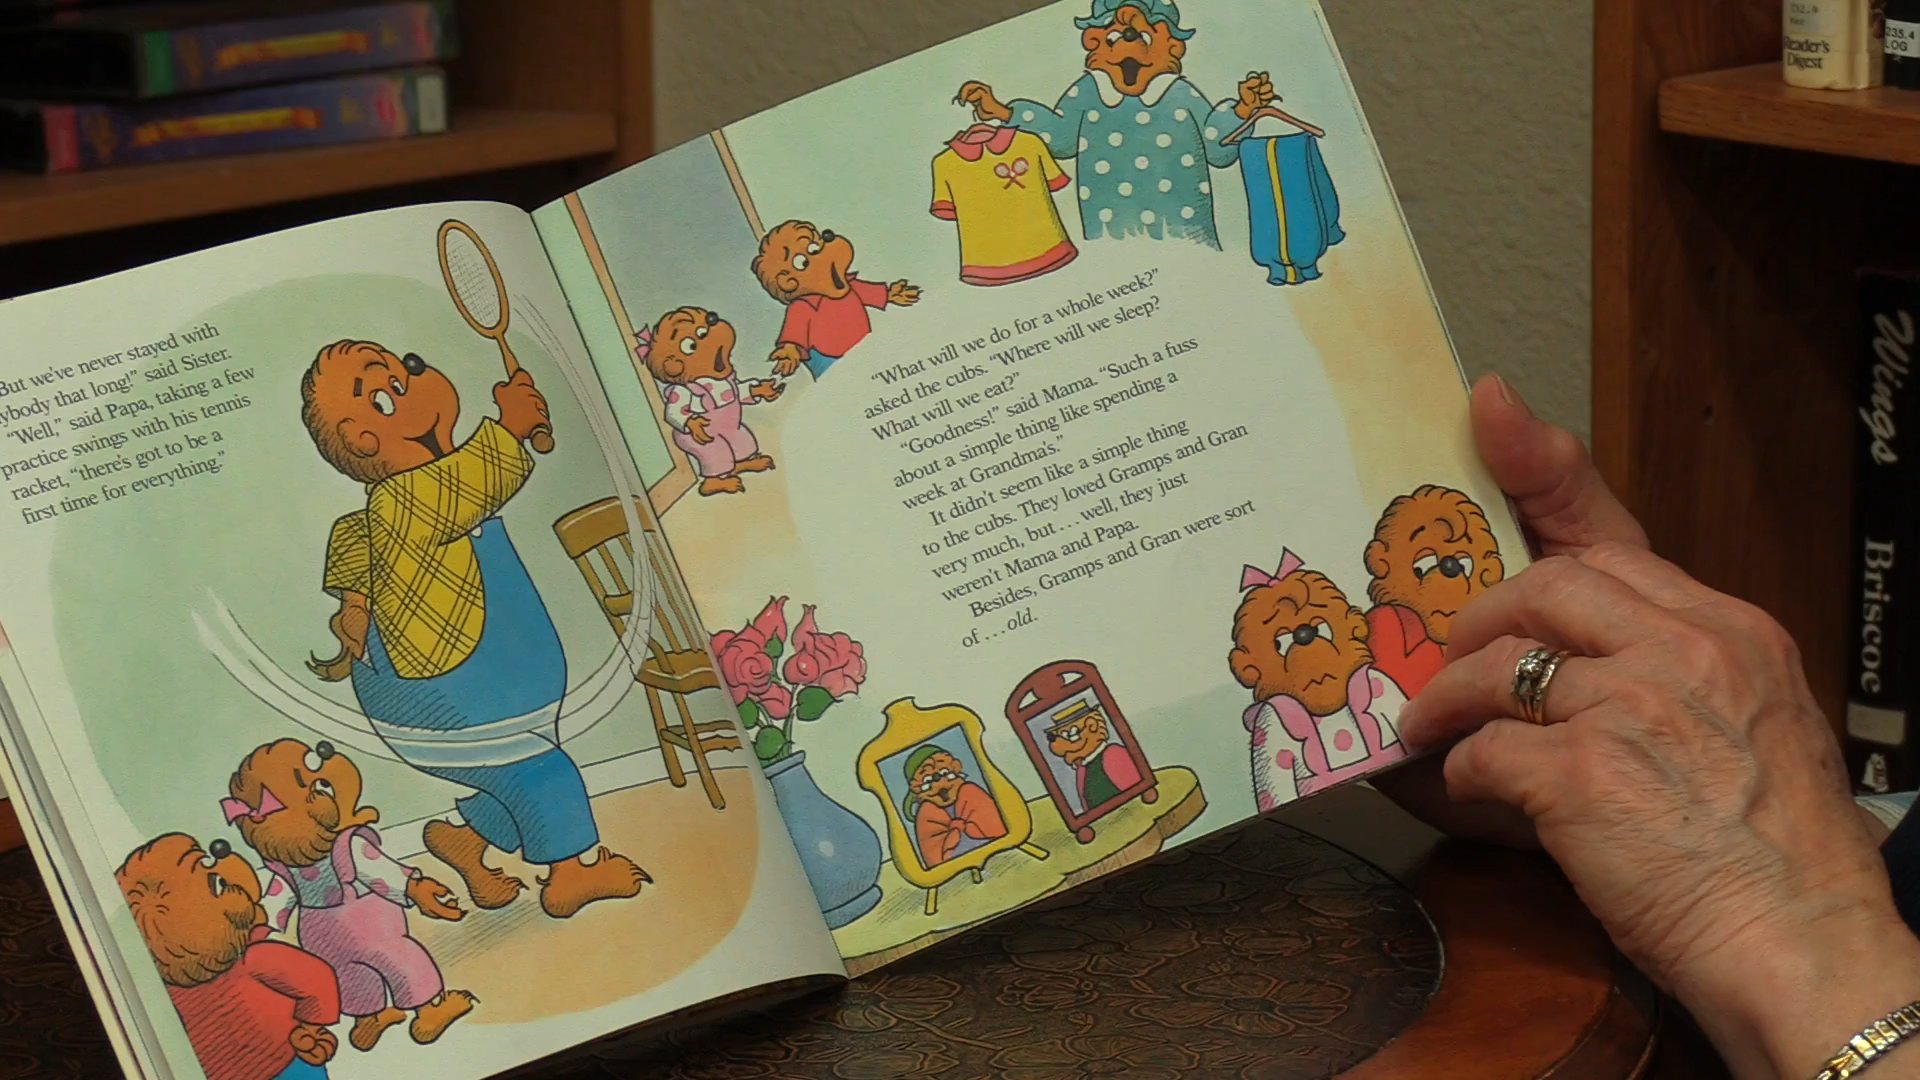 But we've never stayed with
ybody that long!" said Sister.
"Well," said Papa, taking a few
practice swings with his tennis
racket, "there's got to be a
first time for everything."
"What will we do for a whole week?"
asked the cubs. "Where will we sleep?
What will we eat?"
"Goodness!" said Mama. "Such a fuss
about a simple thing like spending a
week at Grandma's."
It didn't seem like a simple thing
to the cubs. They loved Gramps and Gran
very much, but . . . well, they just
weren't Mama and Papa.
Besides, Gramps and Gran were sort
of . . . old.
Reader's
Digest
235.4
LOG
Wings
Briscoe